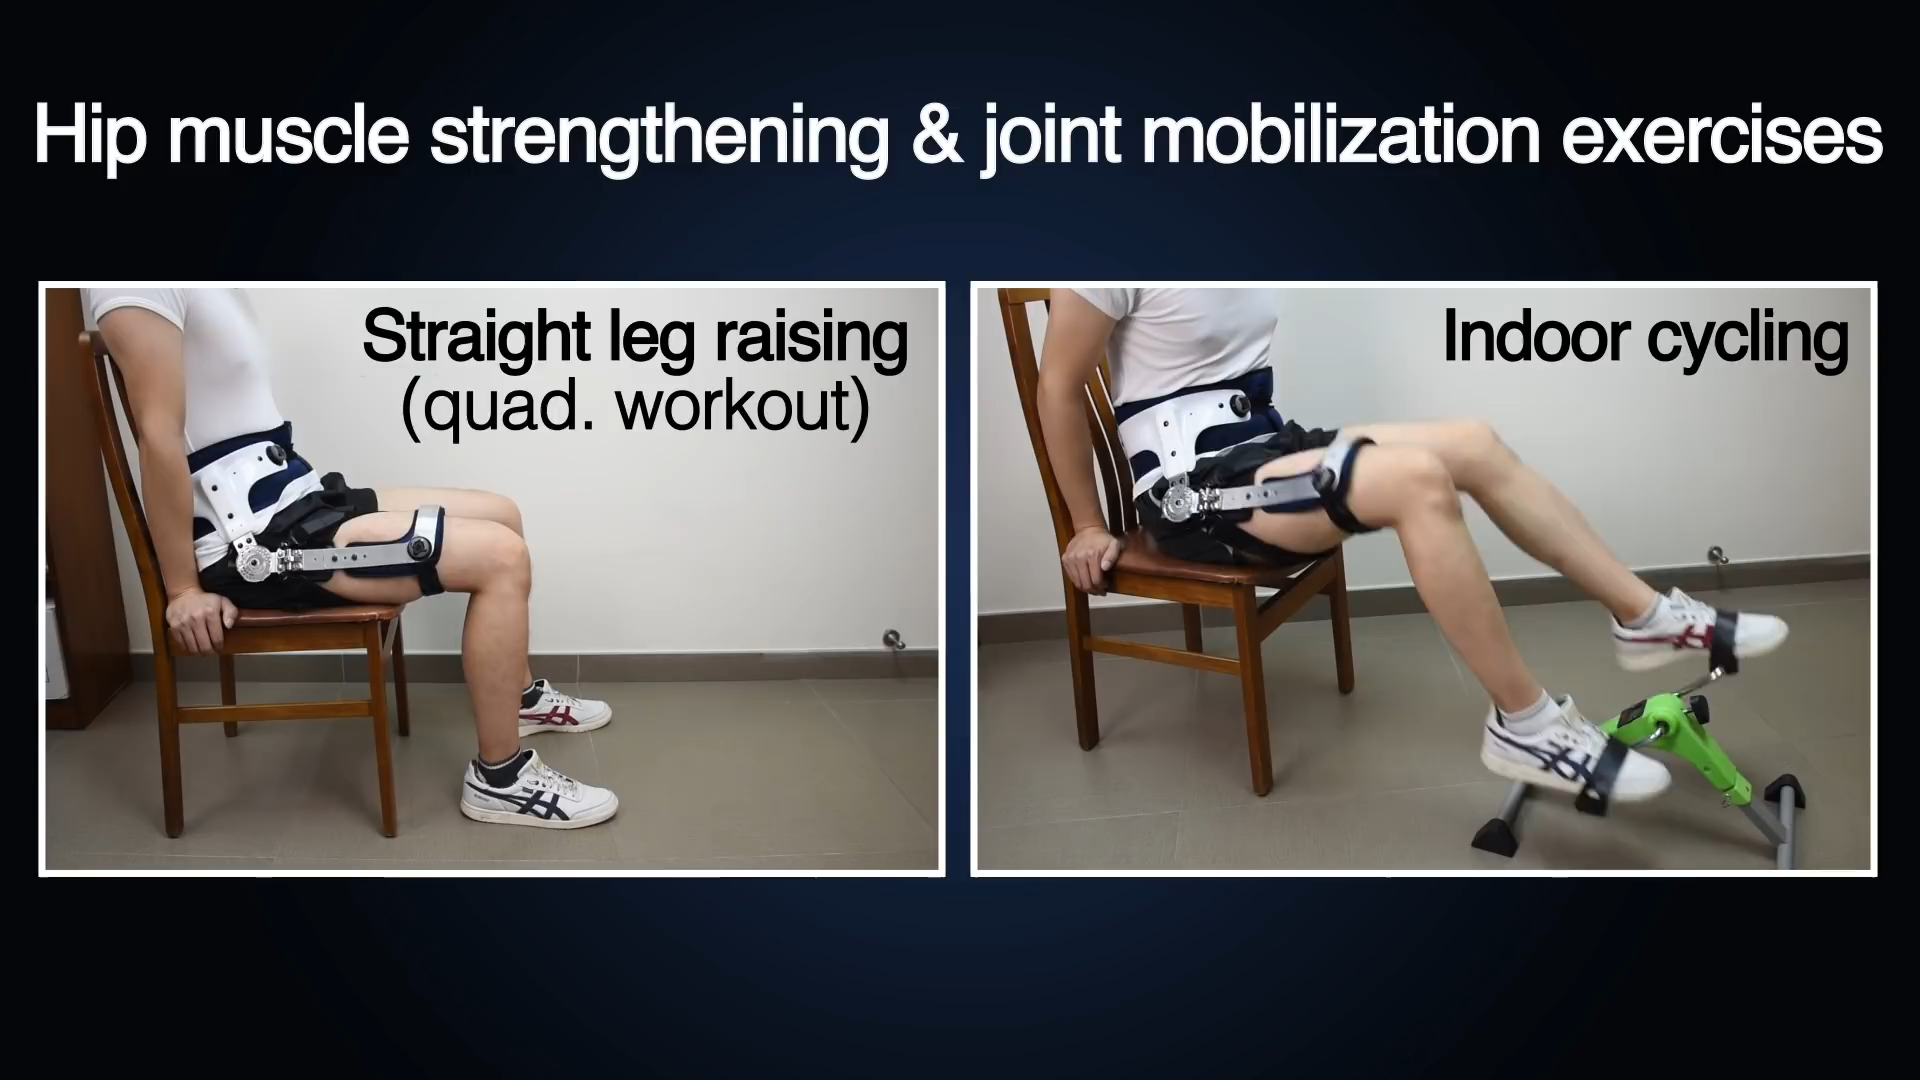 Hip muscle strengthening & joint mobilization exercises
Straight leg raising
(quad. workout)
Indoor cycling